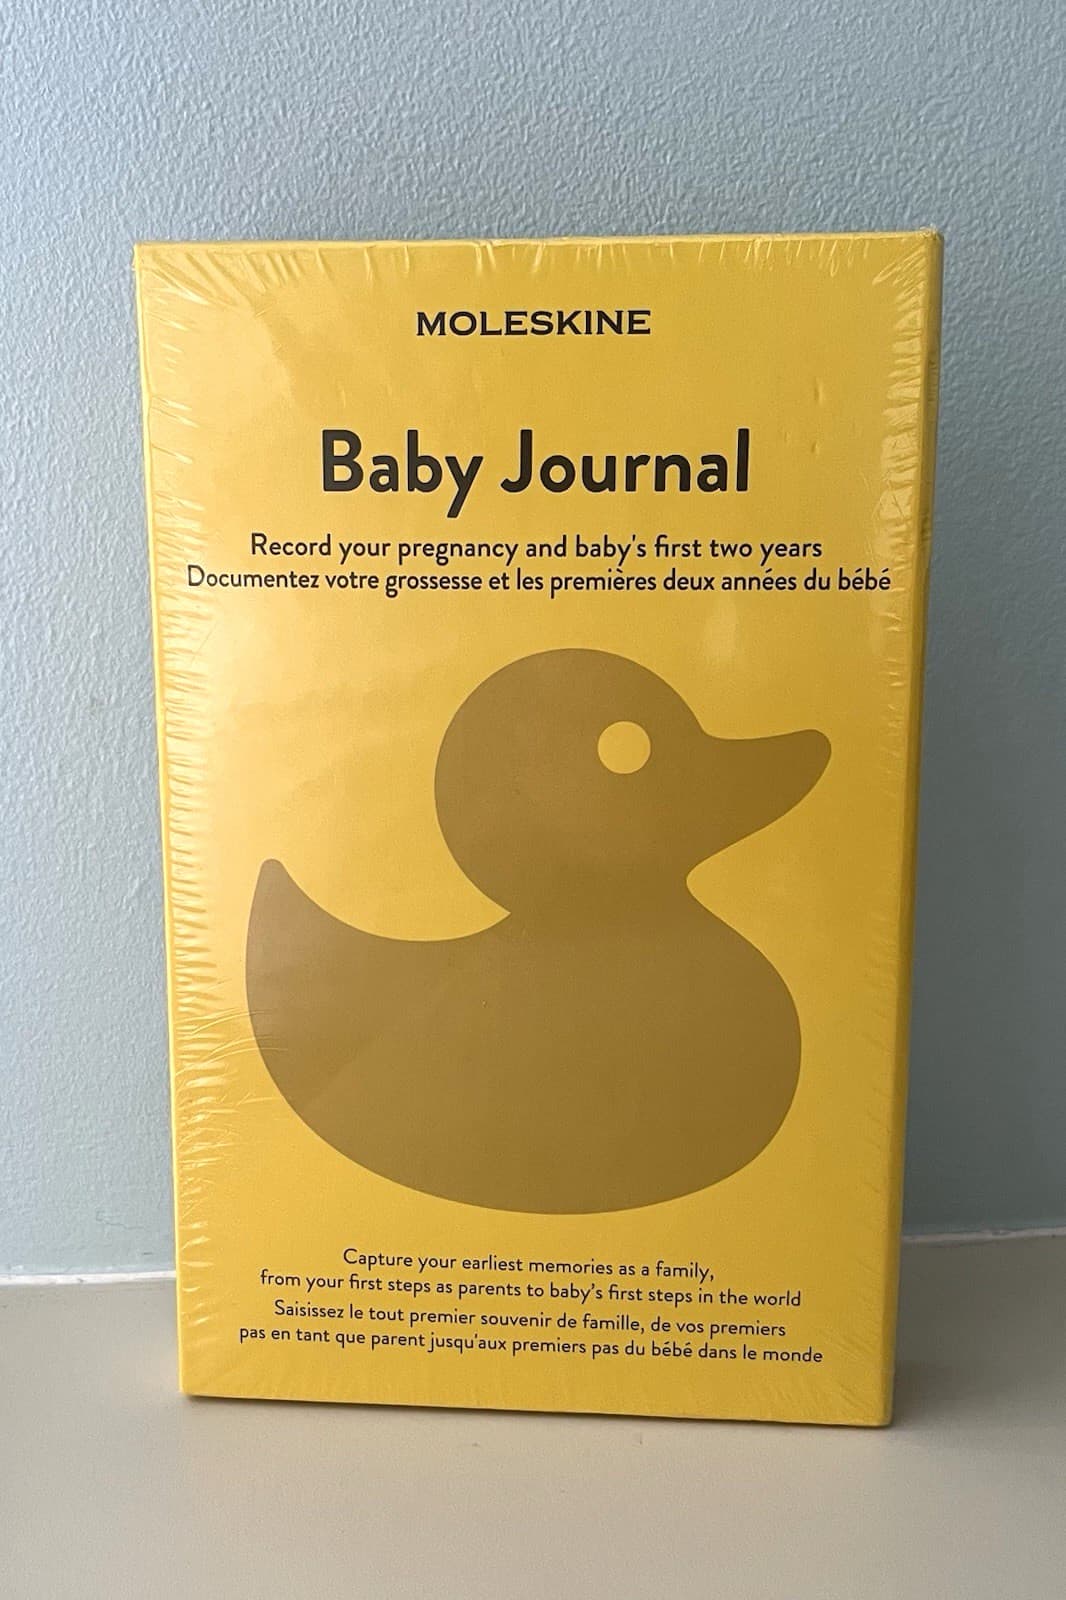 MOLESKINE
Baby Journal
Record your pregnancy and baby's first two years
Documentez votre grossesse et les premières deux années du bébé
Capture your earliest memories as a family,
from your first steps as parents to baby's first steps in the world
Saisissez le tout premier souvenir de famille, de vos premiers
pas en tant que parent jusqu'aux premiers pas du bébé dans le monde